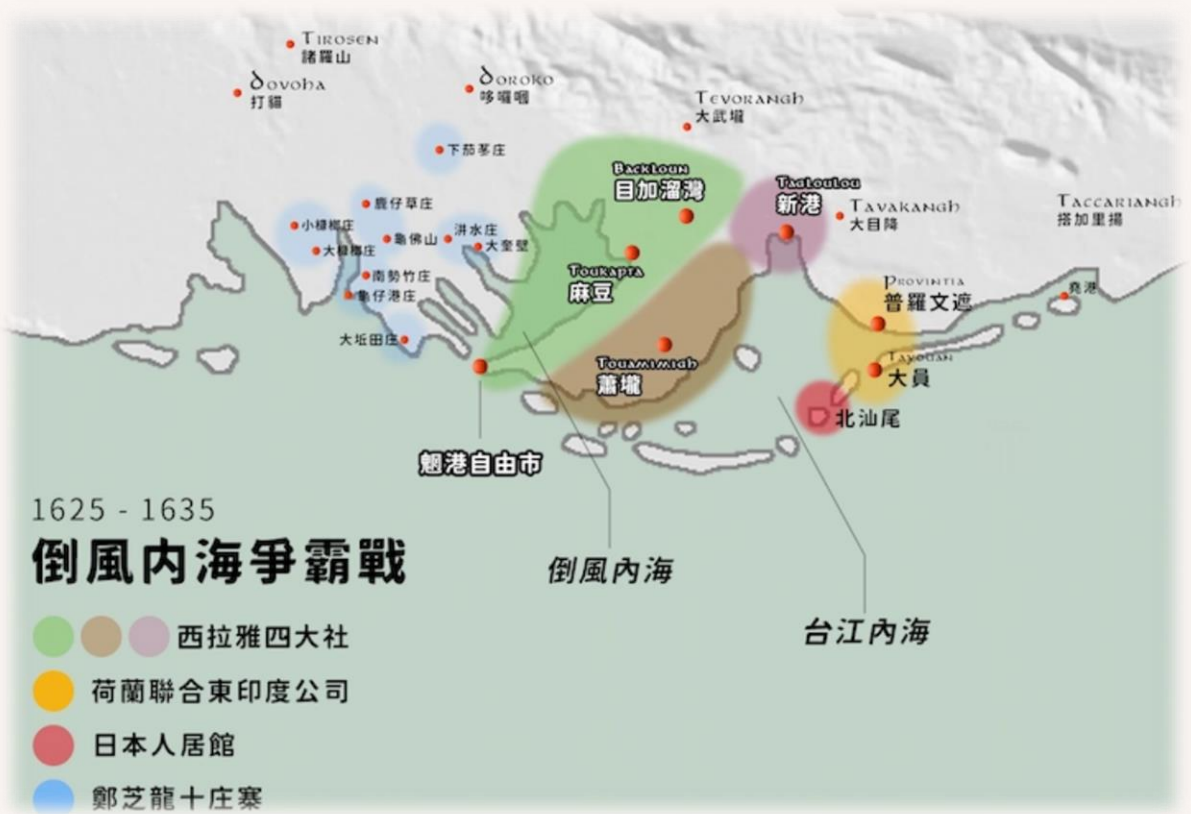 TIROSEN
諸羅山
DOVOHA
打貓
DOROKO
哆囉嘓
TEVORANGH
大武壠
下茄苳庄
BACKLOUN
目加溜灣
TAGLOULOU
新港
TAVAKANGH
大目降
TACCARIANGH
搭加里揚
鹿仔草庄
小槺榔庄
大槺榔庄
龜佛山
洪水庄
大奎壁
南勢竹庄
龜仔港庄
大坵田庄
TOUKAPTA
麻豆
PROVINTIA
普羅文遮
堯港
TOUAMIMIGH
蕭壠
TAYOUAN
大員
北汕尾
魍港自由市
倒風內海
台江內海
1625 - 1635
倒風內海爭霸戰
西拉雅四大社
荷蘭聯合東印度公司
日本人居館
鄭芝龍十庄寨